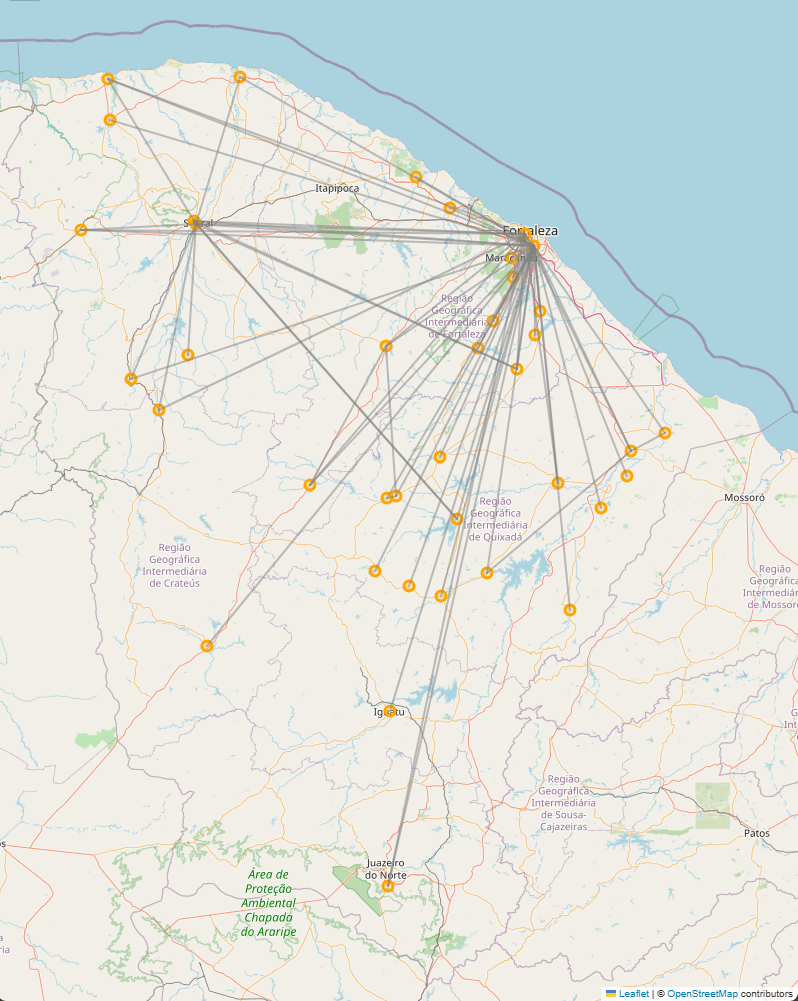 Itapipoca
Sobral
Fortaleza
Maracanaú
Região
Geográfica
Intermediária
de Fortaleza
Mossoró
Região
Geográfica
Intermediária
de Quixadá
Região
Geográfica
Intermediária
de Crateús
Região
Geográfica
Intermediár
de Mossoró
Iguatu
Região
Geográfica
Intermediária
de Sousa-
Cajazeiras
Patos
Juazeiro
do Norte
Área de
Proteção
Ambiental
Chapada
do Araripe
Leaflet | © OpenStreetMap contributors